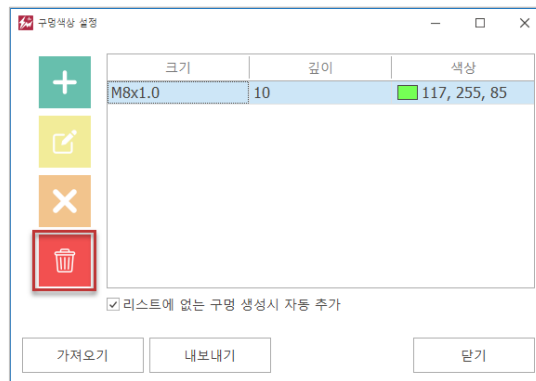 구멍색상 설정
크기 깊이 색상
M8x1.0 10 117, 255, 85
리스트에 없는 구멍 생성시 자동 추가
가져오기 내보내기 닫기